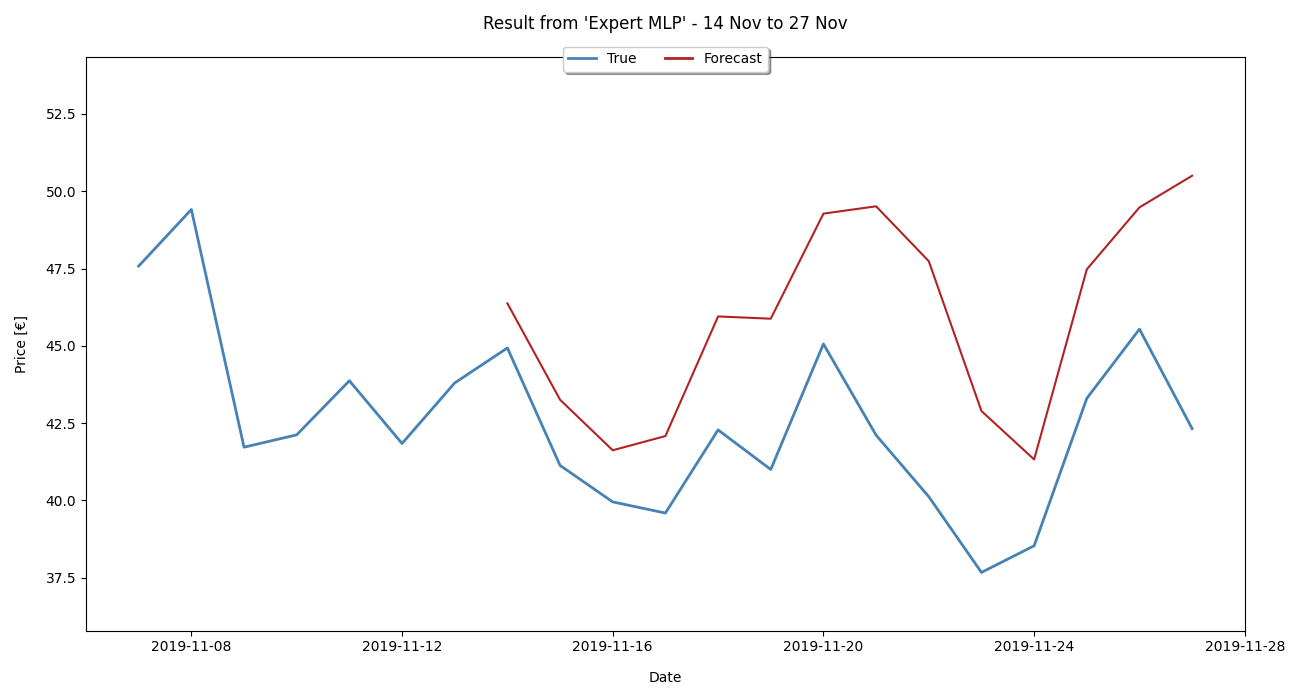 Result from 'Expert MLP' - 14 Nov to 27 Nov
True Forecast
52.5
50.0
47.5
45.0
42.5
40.0
37.5
Price [€]
2019-11-08 2019-11-12 2019-11-16 2019-11-20 2019-11-24 2019-11-28
Date